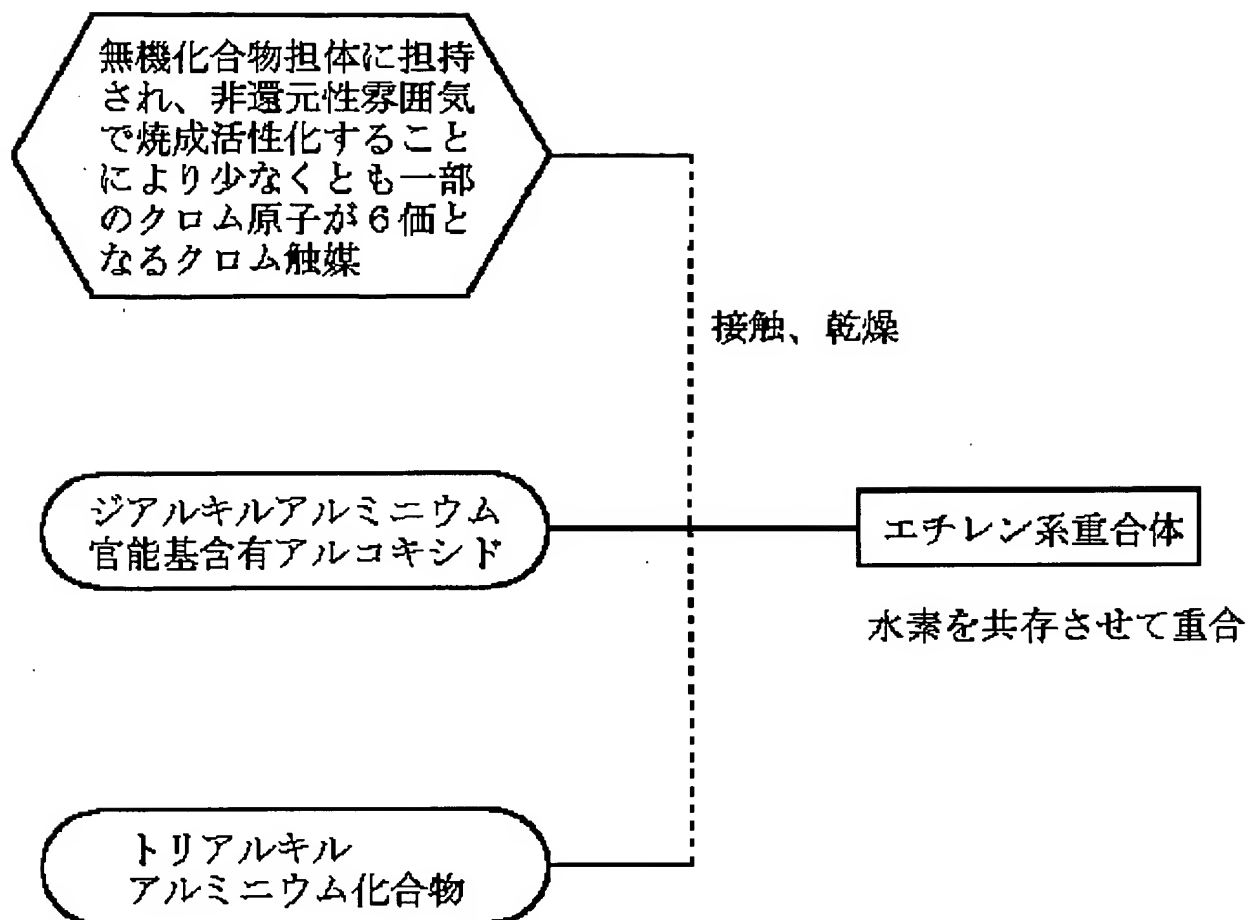 無機化合物担体に担持
され、非還元性雰囲気
で焼成活性化すること
により少なくとも一部
のクロム原子が６価と
なるクロム触媒
接触、乾燥
ジアルキルアルミニウム
官能基含有アルコキシド
エチレン系重合体
水素を共存させて重合
トリアルキル
アルミニウム化合物